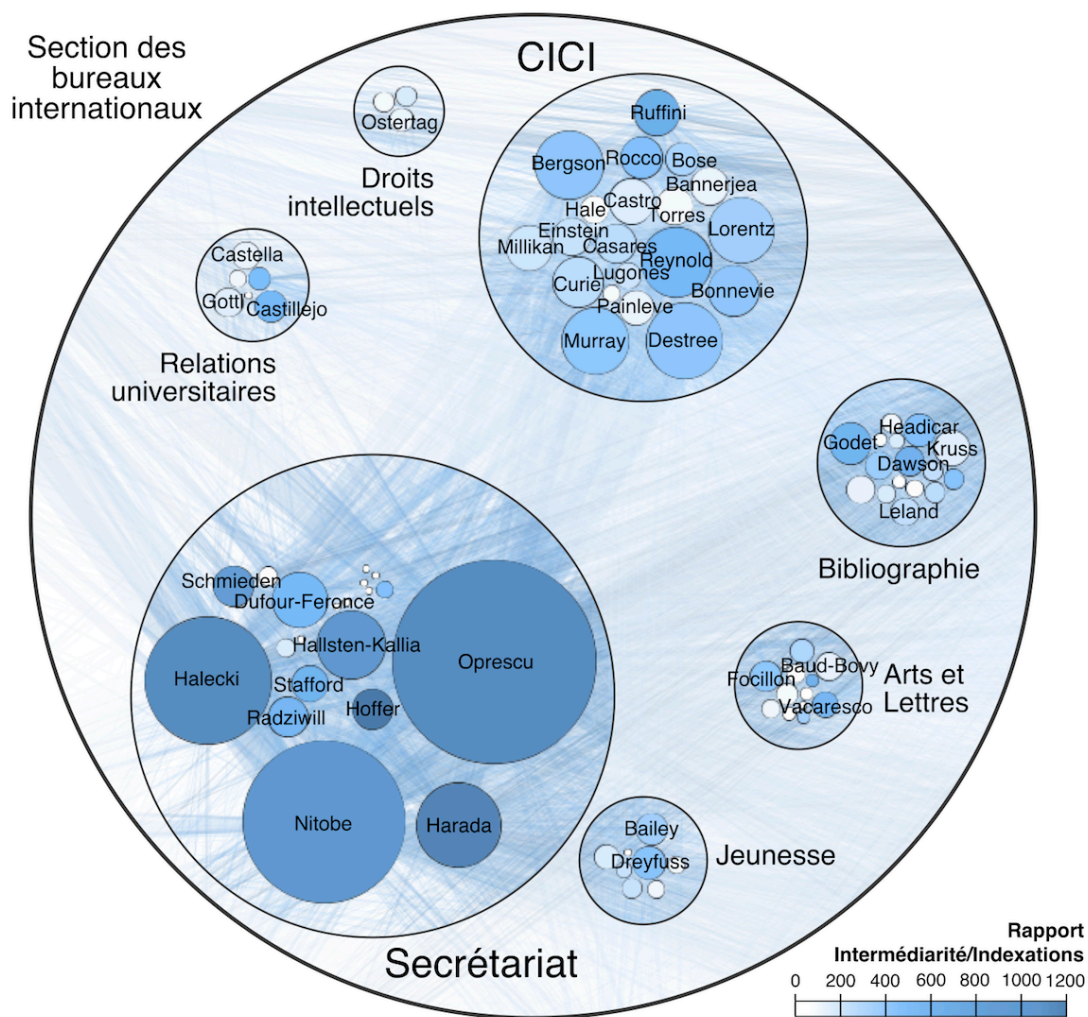 Section des
bureaux
internationaux
CICI
Ostertag
Droits
intellectuels
Ruffini
Bergson
Rocco
Bose
Bannerjea
Castro
Hale
Torres
Einstein
Lorentz
Millikan
Casares
Reynold
Lugones
Curie
Bonnevie
Painleve
Murray
Destree
Castella
Gottl
Castillejo
Relations
universitaires
Headicar
Godet
Kruss
Dawson
Leland
Bibliographie
Schmieden
Dufour-Feronce
Hallsten-Kallia
Oprescu
Halecki
Stafford
Hoffer
Radziwill
Nitobe
Harada
Secrétariat
Baud-Bovy
Focillon
Vacaresco
Arts et
Lettres
Bailey
Dreyfuss
Jeunesse
Rapport
Intermédiarité/Indexations
0 200 400 600 800 1000 1200